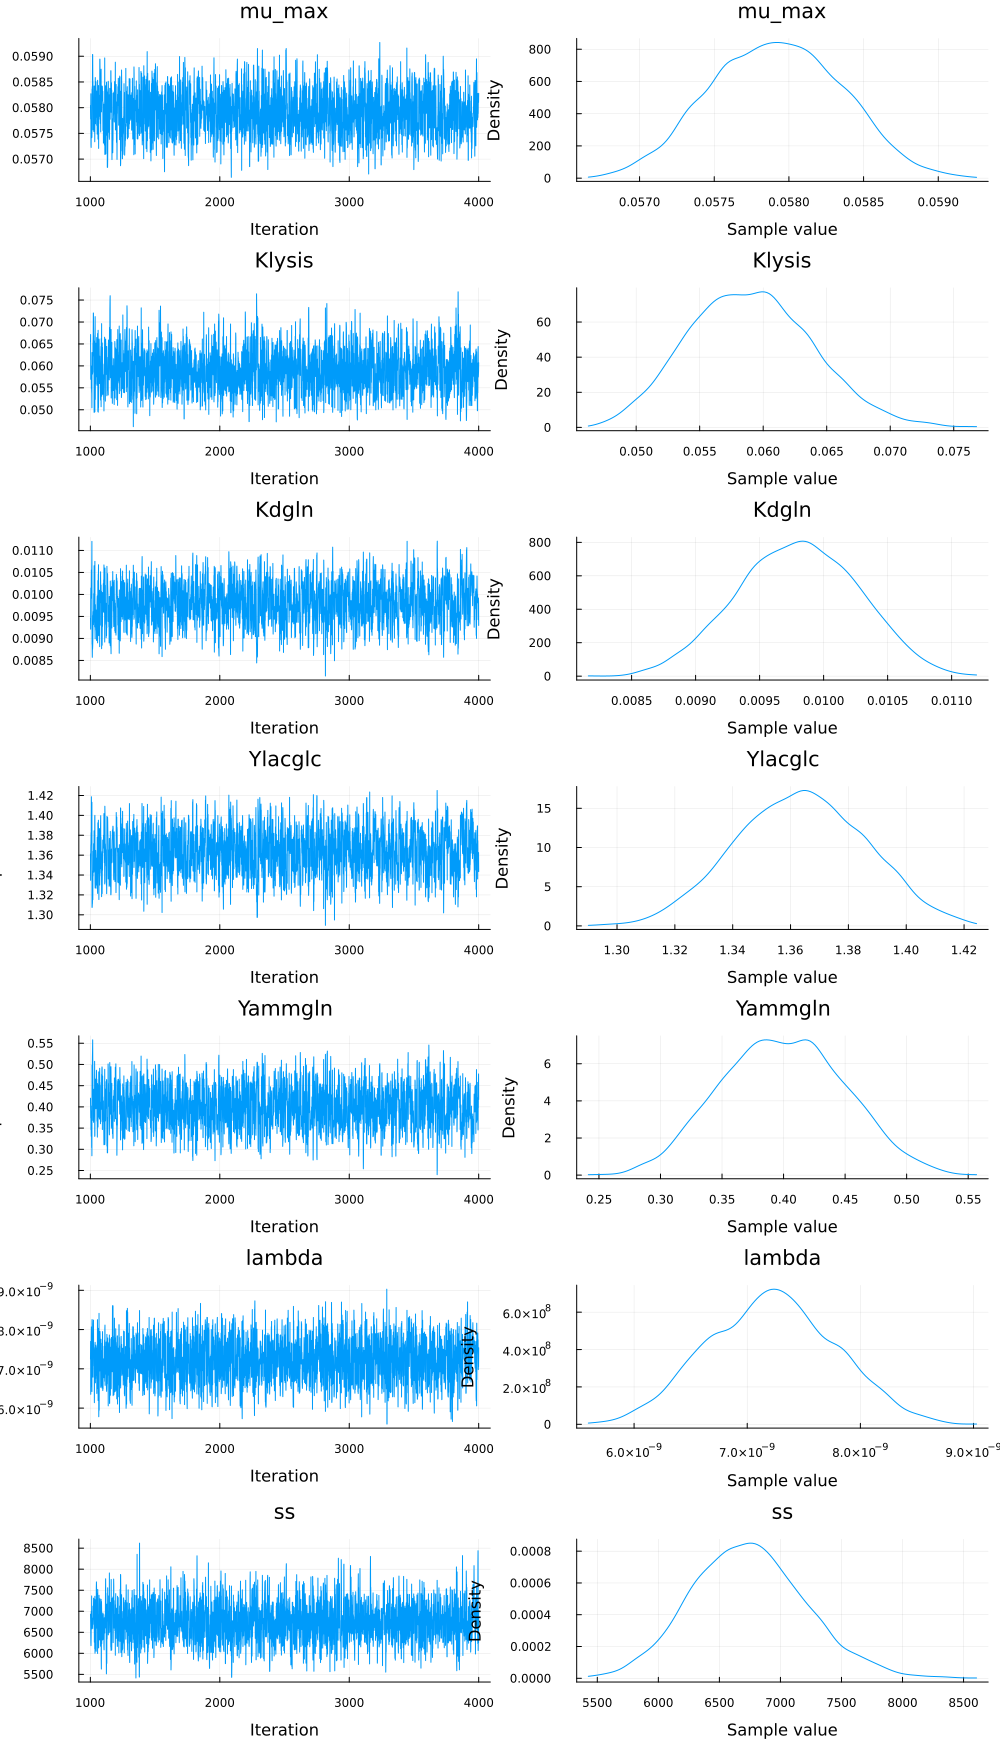 mu_max
mu_max
0.0590
0.0585
0.0580
0.0575
0.0570
1000 2000 3000 4000
Iteration
Density
800
600
400
200
0
0.0570 0.0575 0.0580 0.0585 0.0590
Sample value
Klysis
Klysis
0.075
0.070
0.065
0.060
0.055
0.050
1000 2000 3000 4000
Iteration
Density
60
40
20
0
0.050 0.055 0.060 0.065 0.070 0.075
Sample value
Kdgln
Kdgln
0.0110
0.0105
0.0100
0.0095
0.0090
0.0085
1000 2000 3000 4000
Iteration
Density
800
600
400
200
0
0.0085 0.0090 0.0095 0.0100 0.0105 0.0110
Sample value
Ylacglc
Ylacglc
1.42
1.40
1.38
1.36
1.34
1.32
1.30
1000 2000 3000 4000
Iteration
Density
15
10
5
0
1.30 1.32 1.34 1.36 1.38 1.40 1.42
Sample value
Yammgln
Yammgln
0.55
0.50
0.45
0.40
0.35
0.30
0.25
1000 2000 3000 4000
Iteration
Density
6
4
2
0
0.25 0.30 0.35 0.40 0.45 0.50 0.55
Sample value
lambda
lambda
9.0×10⁻⁹
8.0×10⁻⁹
7.0×10⁻⁹
6.0×10⁻⁹
1000 2000 3000 4000
Iteration
Density
6.0×10⁸
4.0×10⁸
2.0×10⁸
0
6.0×10⁻⁹ 7.0×10⁻⁹ 8.0×10⁻⁹ 9.0×10⁻⁹
Sample value
ss
ss
8500
8000
7500
7000
6500
6000
5500
1000 2000 3000 4000
Iteration
Density
0.0008
0.0006
0.0004
0.0002
0.0000
5500 6000 6500 7000 7500 8000 8500
Sample value